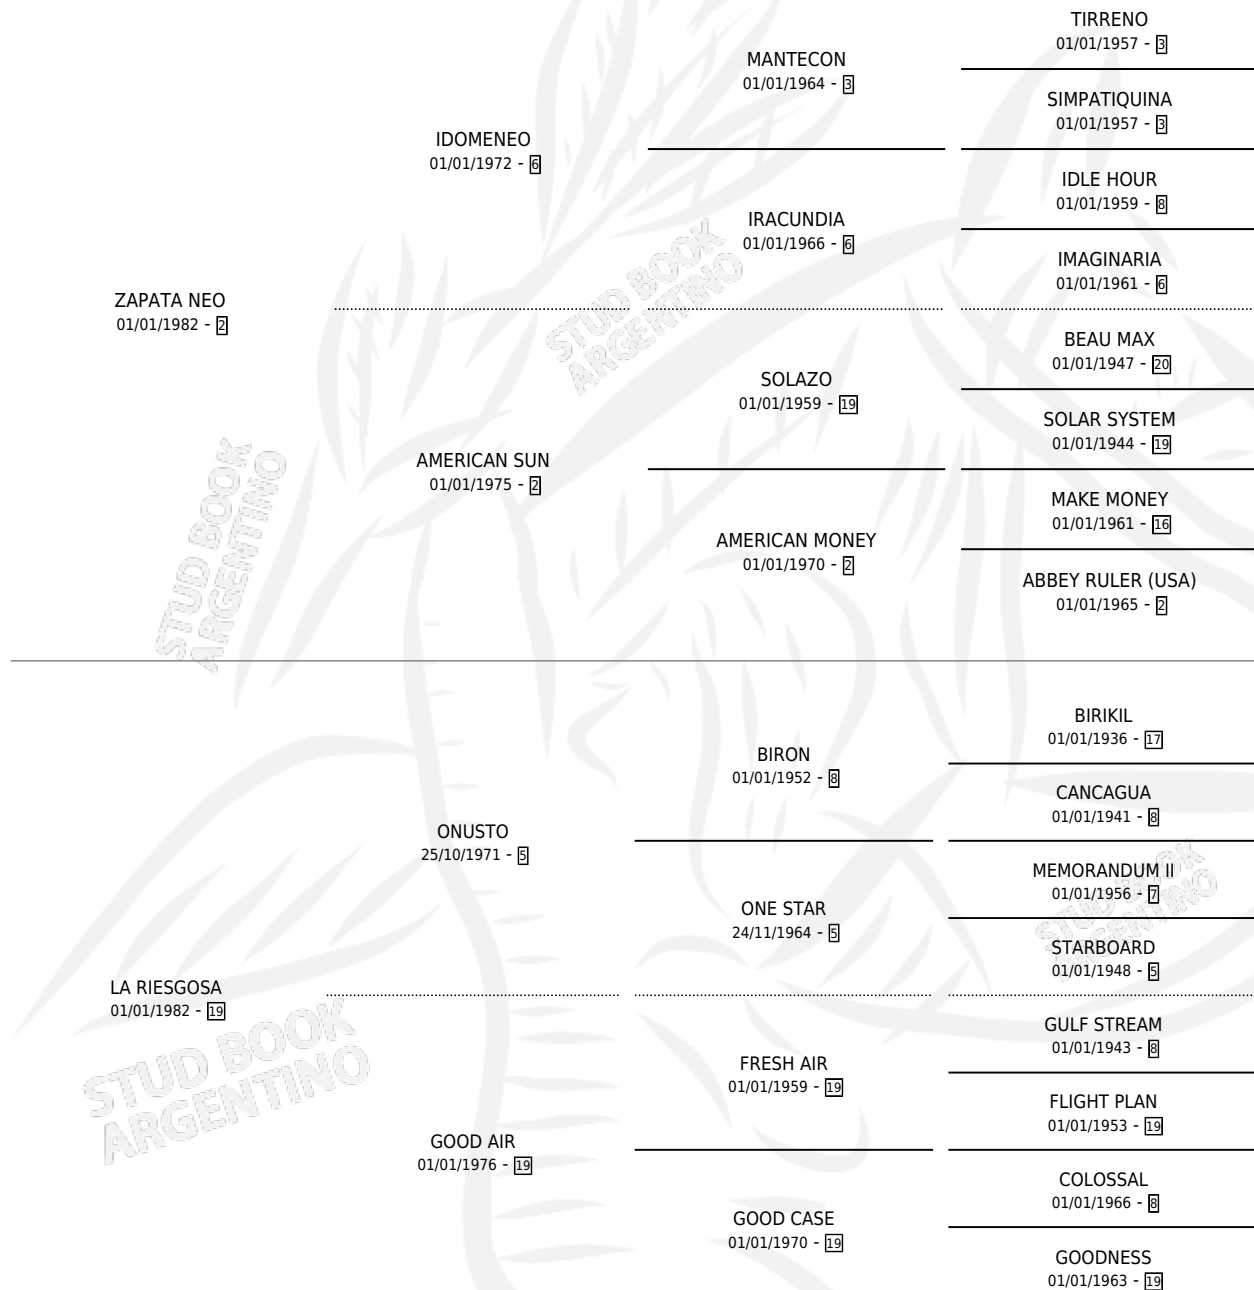 TIRRENO
01/01/1957 - 3
MANTECON
01/01/1964 - 3
SIMPATIQUINA
01/01/1957 - 3
IDOMENEO
01/01/1972 - 6
IDLE HOUR
01/01/1959 - 8
IRACUNDIA
01/01/1966 - 6
IMAGINARIA
01/01/1961 - 6
ZAPATA NEO
01/01/1982 - 2
BEAU MAX
01/01/1947 - 20
SOLAZO
01/01/1959 - 19
SOLAR SYSTEM
01/01/1944 - 19
AMERICAN SUN
01/01/1975 - 2
MAKE MONEY
01/01/1961 - 16
AMERICAN MONEY
01/01/1970 - 2
ABBEY RULER (USA)
01/01/1965 - 2
BIRIKIL
01/01/1936 - 17
BIRON
01/01/1952 - 8
CANCAGUA
01/01/1941 - 8
ONUSTO
25/10/1971 - 5
MEMORANDUM II
01/01/1956 - 7
ONE STAR
24/11/1964 - 5
STARBOARD
01/01/1948 - 5
LA RIESGOSA
01/01/1982 - 19
GULF STREAM
01/01/1943 - 8
FRESH AIR
01/01/1959 - 19
FLIGHT PLAN
01/01/1953 - 19
GOOD AIR
01/01/1976 - 19
COLOSSAL
01/01/1966 - 8
GOOD CASE
01/01/1970 - 19
GOODNESS
01/01/1963 - 19
STUD BOOK
ARGENTINO
STUD BOOK
ARGENTINO
STUD BOOK
ARGENTINO
STUD BOOK
ARGENTINO